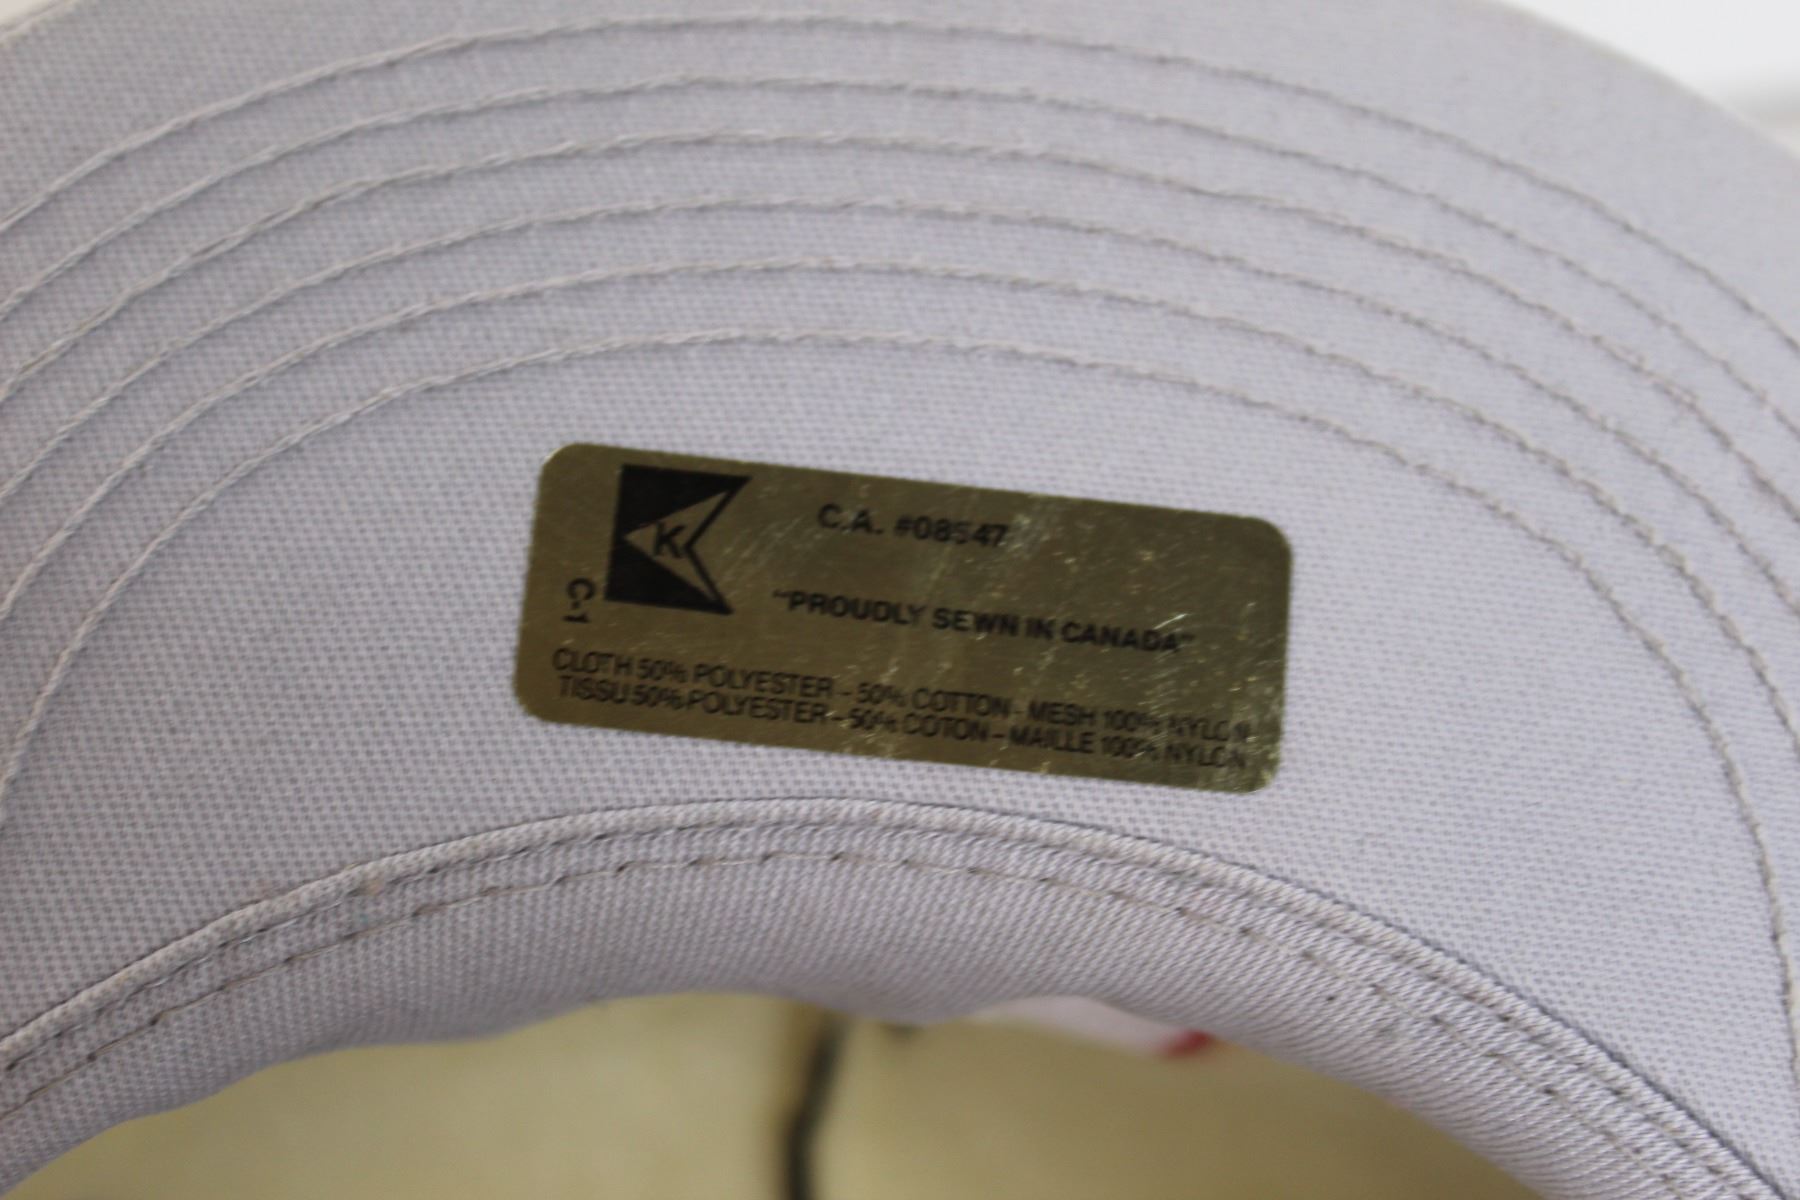 K
C.A. #08547
C-1
"PROUDLY SEWN IN CANADA"
CLOTH 50% POLYESTER - 50% COTTON - MESH 100% NYLON
TISSU 50% POLYESTER - 50% COTON - MAILLE 100% NYLON